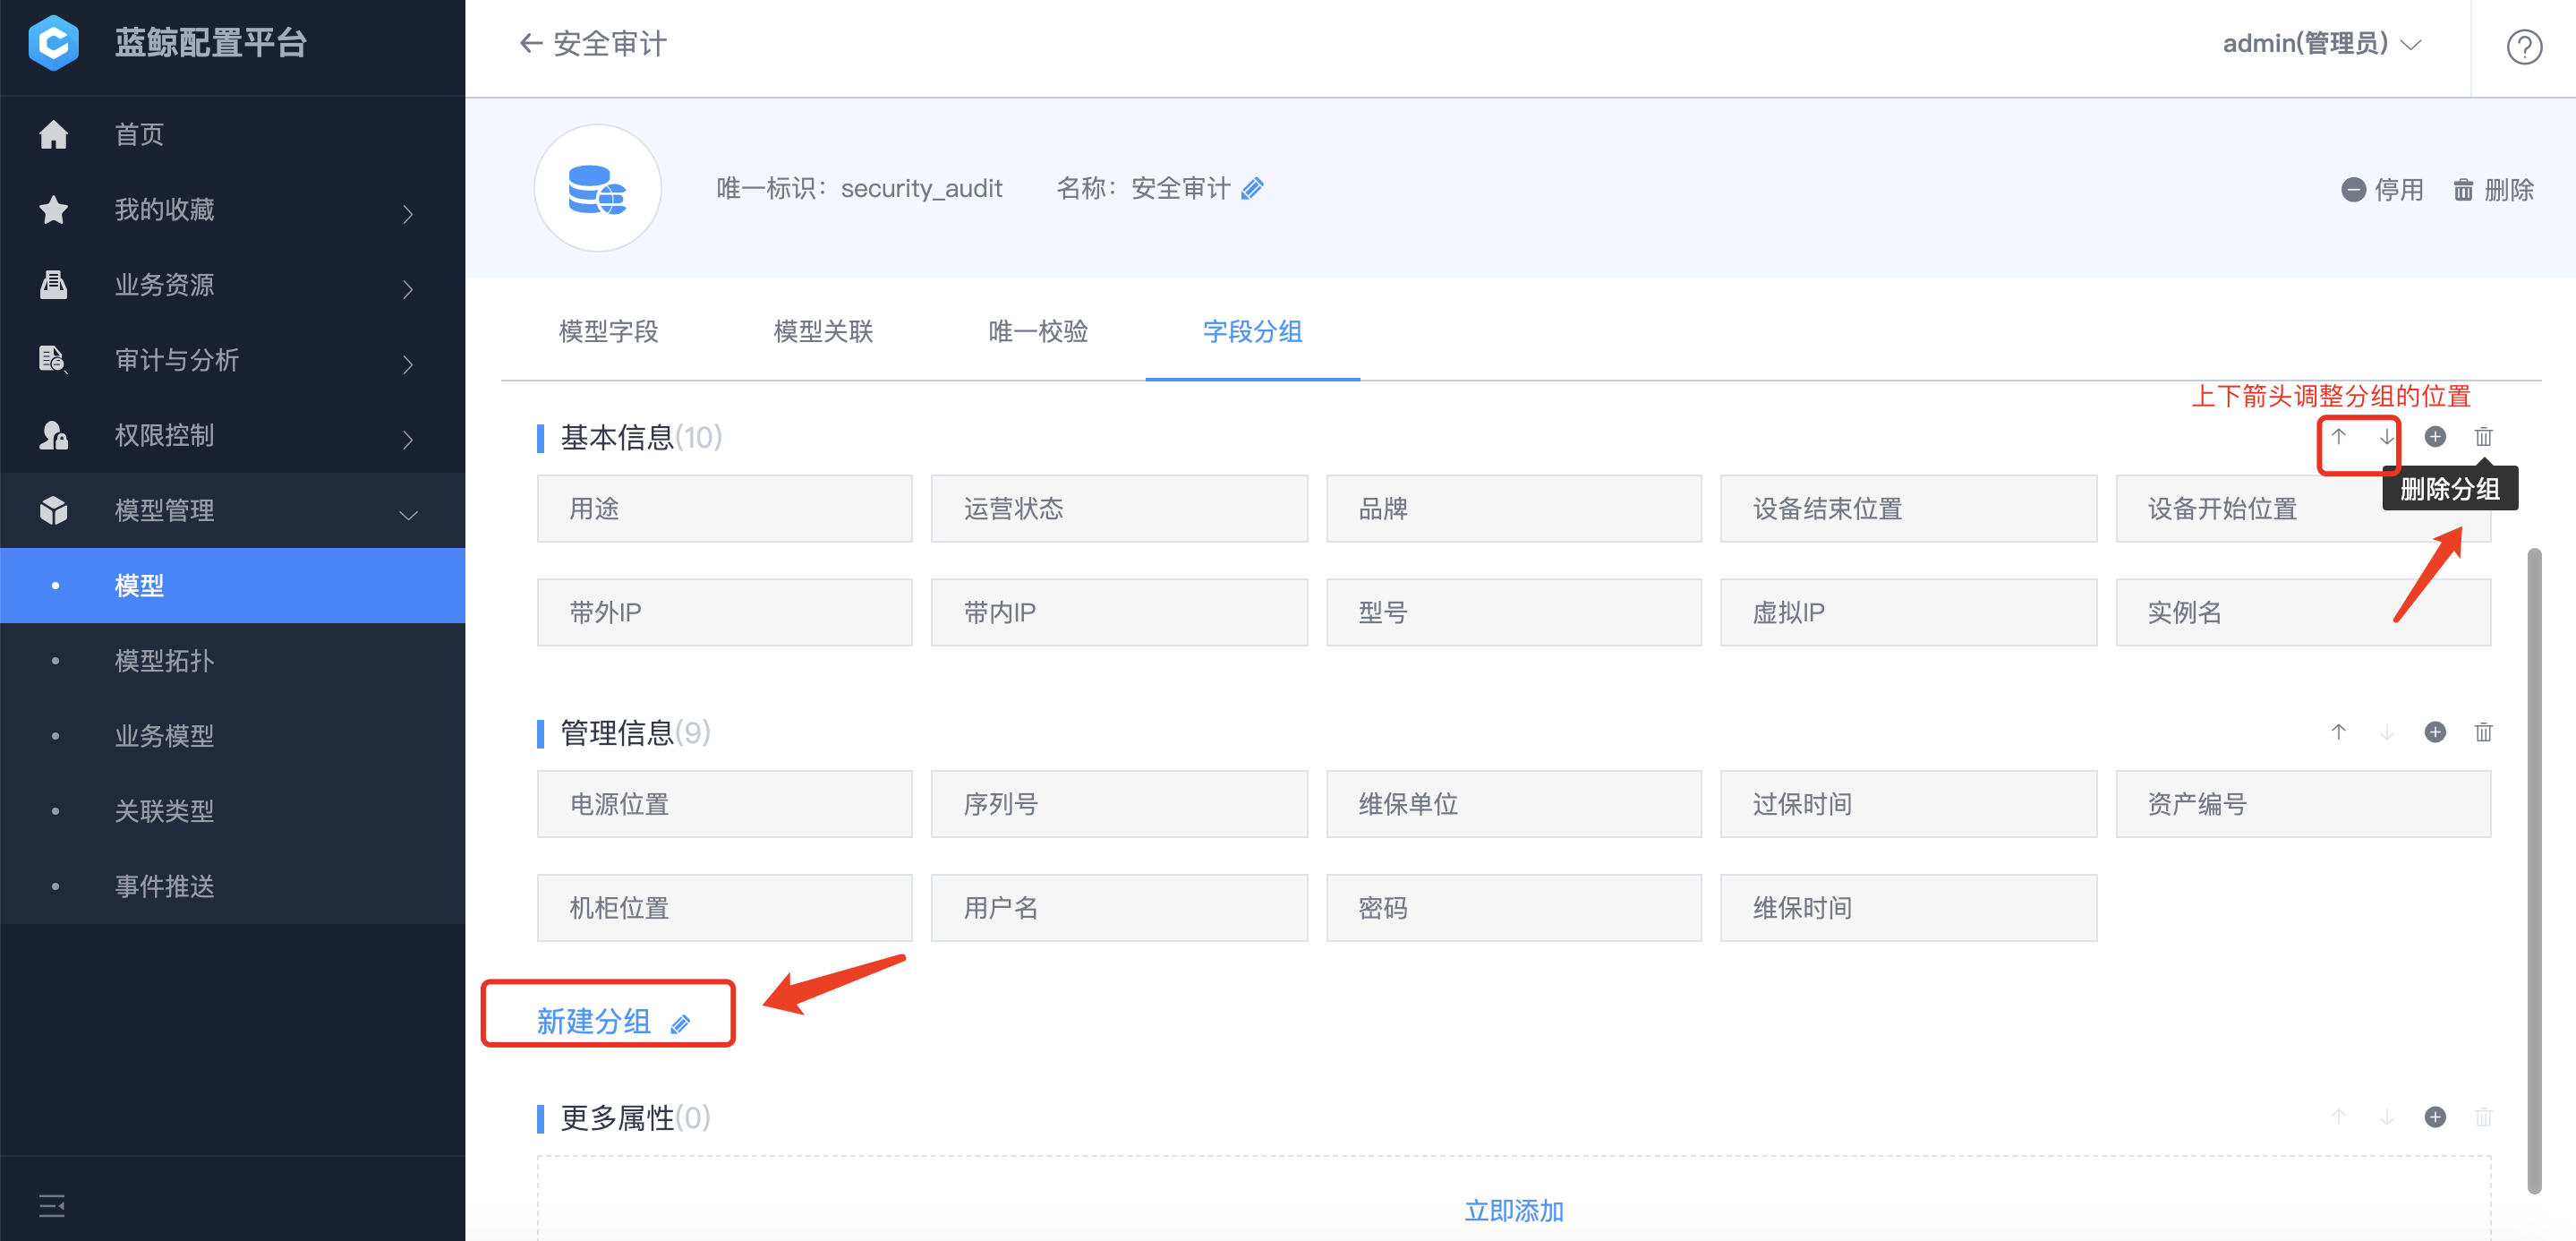 蓝鲸配置平台
首页
我的收藏
业务资源
审计与分析
权限控制
模型管理
模型
模型拓扑
业务模型
关联类型
事件推送
安全审计
admin(管理员)
唯一标识：security_audit 名称：安全审计
停用 删除
模型字段 模型关联 唯一校验 字段分组
上下箭头调整分组的位置
基本信息(10)
删除分组
用途 运营状态 品牌 设备结束位置 设备开始位置
带外IP 带内IP 型号 虚拟IP 实例名
管理信息(9)
电源位置 序列号 维保单位 过保时间 资产编号
机柜位置 用户名 密码 维保时间
新建分组
更多属性(0)
立即添加